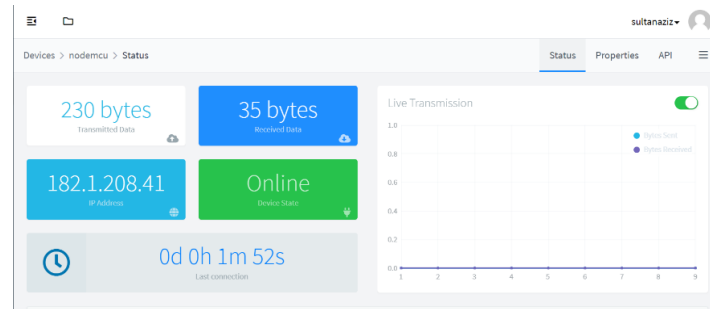 sultanaziz
Devices > nodemcu > Status
Status Properties API
230 bytes
Transmitted Data
35 bytes
Received Data
182.1.208.41
IP Address
Online
Device State
0d 0h 1m 52s
Last connection
Live Transmission
Bytes Sent
Bytes Received
1.0
0.8
0.6
0.4
0.2
0.0
1 2 3 4 5 6 7 8 9